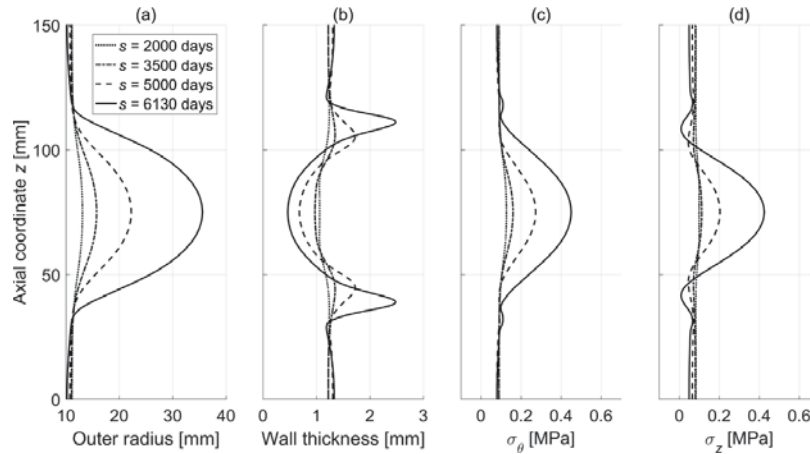 (a) (b) (c) (d)
150
100
50
0
Axial coordinate z [mm]
s = 2000 days
s = 3500 days
s = 5000 days
s = 6130 days
10 20 30 40
Outer radius [mm]
0 1 2 3
Wall thickness [mm]
0 0.2 0.4 0.6
σθ [MPa]
0 0.2 0.4 0.6
σz [MPa]